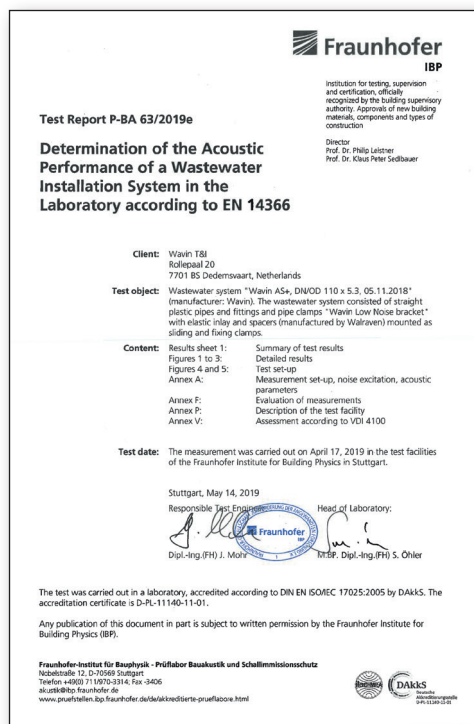 Fraunhofer
IBP
Institution for testing, supervision
and certification, officially
recognized by the building supervisory
authority. Approvals of new building
materials, components and types of
construction
Director
Prof. Dr. Philip Leistner
Prof. Dr. Klaus Peter Sedlbauer
Test Report P-BA 63/2019e
Determination of the Acoustic
Performance of a Wastewater
Installation System in the
Laboratory according to EN 14366
Client: Wavin T&I
Rollepaal 20
7701 BS Dedemsvaart, Netherlands
Test object: Wastewater system "Wavin AS+, DN/OD 110 x 5.3, 05.11.2018"
(manufacturer: Wavin). The wastewater system consisted of straight
plastic pipes and fittings and pipe clamps "Wavin Low Noise bracket"
with elastic inlay and spacers (manufactured by Walraven) mounted as
sliding and fixing clamps.
Content: Results sheet 1: Summary of test results
Figures 1 to 3: Detailed results
Figures 4 and 5: Test set-up
Annex A: Measurement set-up, noise excitation, acoustic
parameters
Annex F: Evaluation of measurements
Annex P: Description of the test facility
Annex V: Assessment according to VDI 4100
Test date: The measurement was carried out on April 17, 2019 in the test facilities
of the Fraunhofer Institute for Building Physics in Stuttgart.
Stuttgart, May 14, 2019
Responsible Test Engineer: Head of Laboratory:
Fraunhofer
IBP
Dipl.-Ing.(FH) J. Mohr M.BP. Dipl.-Ing.(FH) S. Öhler
The test was carried out in a laboratory, accredited according to DIN EN ISO/IEC 17025:2005 by DAkkS. The
accreditation certificate is D-PL-11140-11-01.
Any publication of this document in part is subject to written permission by the Fraunhofer Institute for
Building Physics (IBP).
Fraunhofer-Institut für Bauphysik - Prüflabor Bauakustik und Schallimmissionsschutz
Nobelstraße 12, D-70569 Stuttgart
Telefon +49(0) 711/970-3314; Fax -3406
akustik@ibp.fraunhofer.de
www.pruefstellen.ibp.fraunhofer.de/de/akkreditierte-prueflabore.html
ilac-MRA
DAkkS
Deutsche
Akkreditierungsstelle
D-PL-11140-11-01